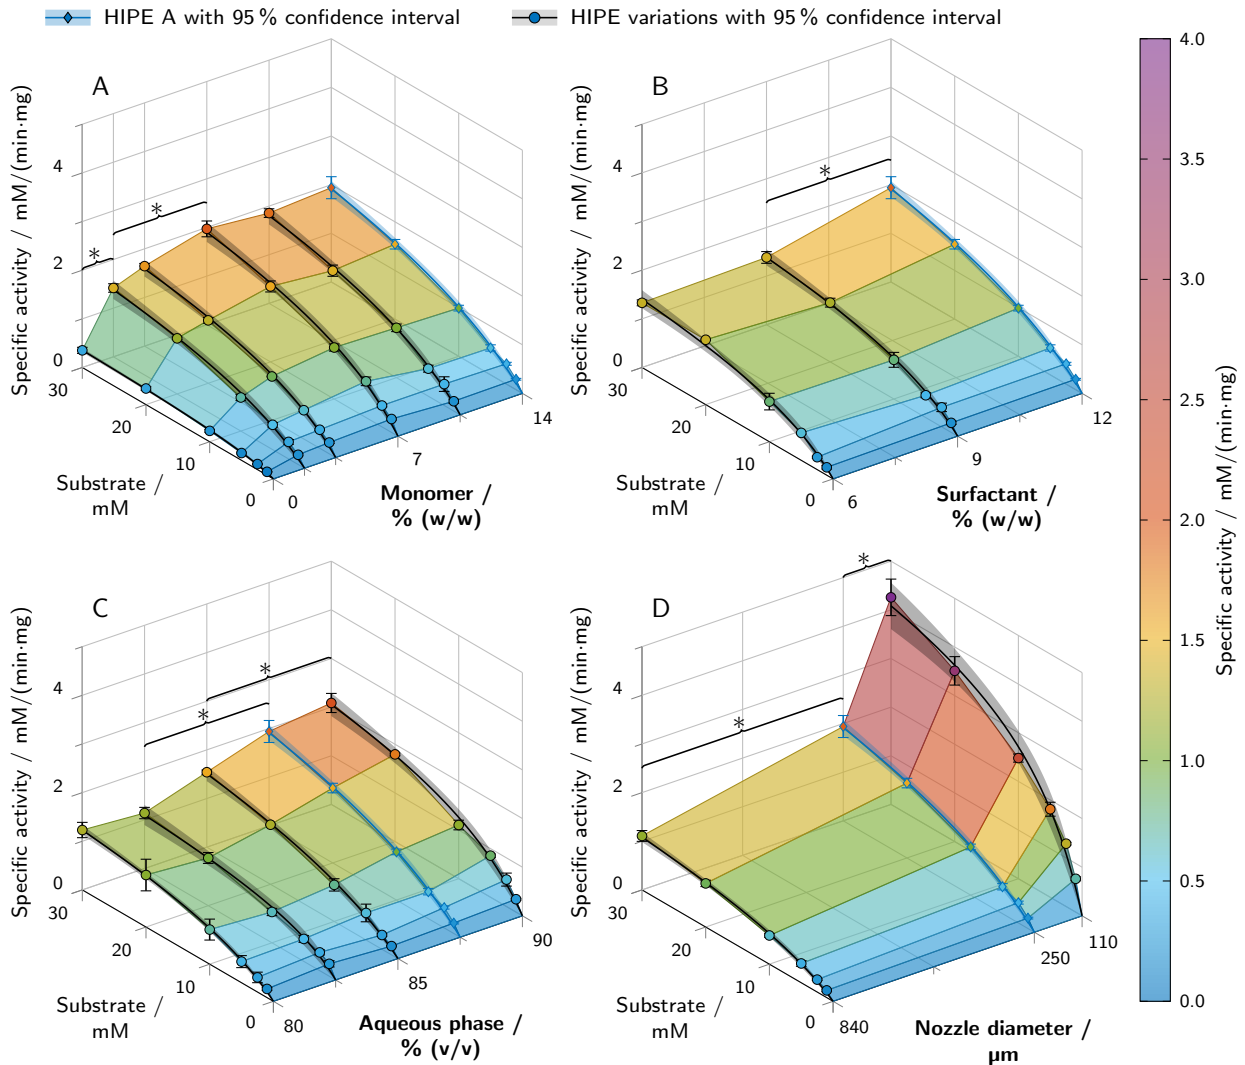 HIPE A with 95 % confidence interval
HIPE variations with 95 % confidence interval
A
Specific activity / mM/(min·mg)
4
2
0
30
20
10
0
Substrate /
mM
0
7
14
Monomer /
% (w/w)
*
*
B
Specific activity / mM/(min·mg)
4
2
0
30
20
10
0
Substrate /
mM
6
9
12
Surfactant /
% (w/w)
*
C
Specific activity / mM/(min·mg)
4
2
0
30
20
10
0
Substrate /
mM
80
85
90
Aqueous phase /
% (v/v)
*
*
D
Specific activity / mM/(min·mg)
4
2
0
30
20
10
0
Substrate /
mM
840
250
110
Nozzle diameter /
µm
*
*
4.0
3.5
3.0
2.5
2.0
1.5
1.0
0.5
0.0
Specific activity / mM/(min·mg)